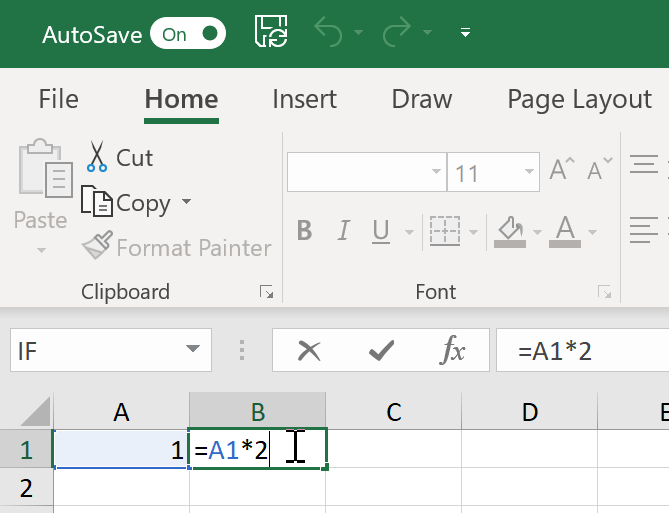 AutoSave On
File Home Insert Draw Page Layout
Cut
Copy
Paste
Format Painter
Clipboard
11
A A
B I U A
Font
IF fx =A1*2
A B C D E
1 1 =A1*2
2